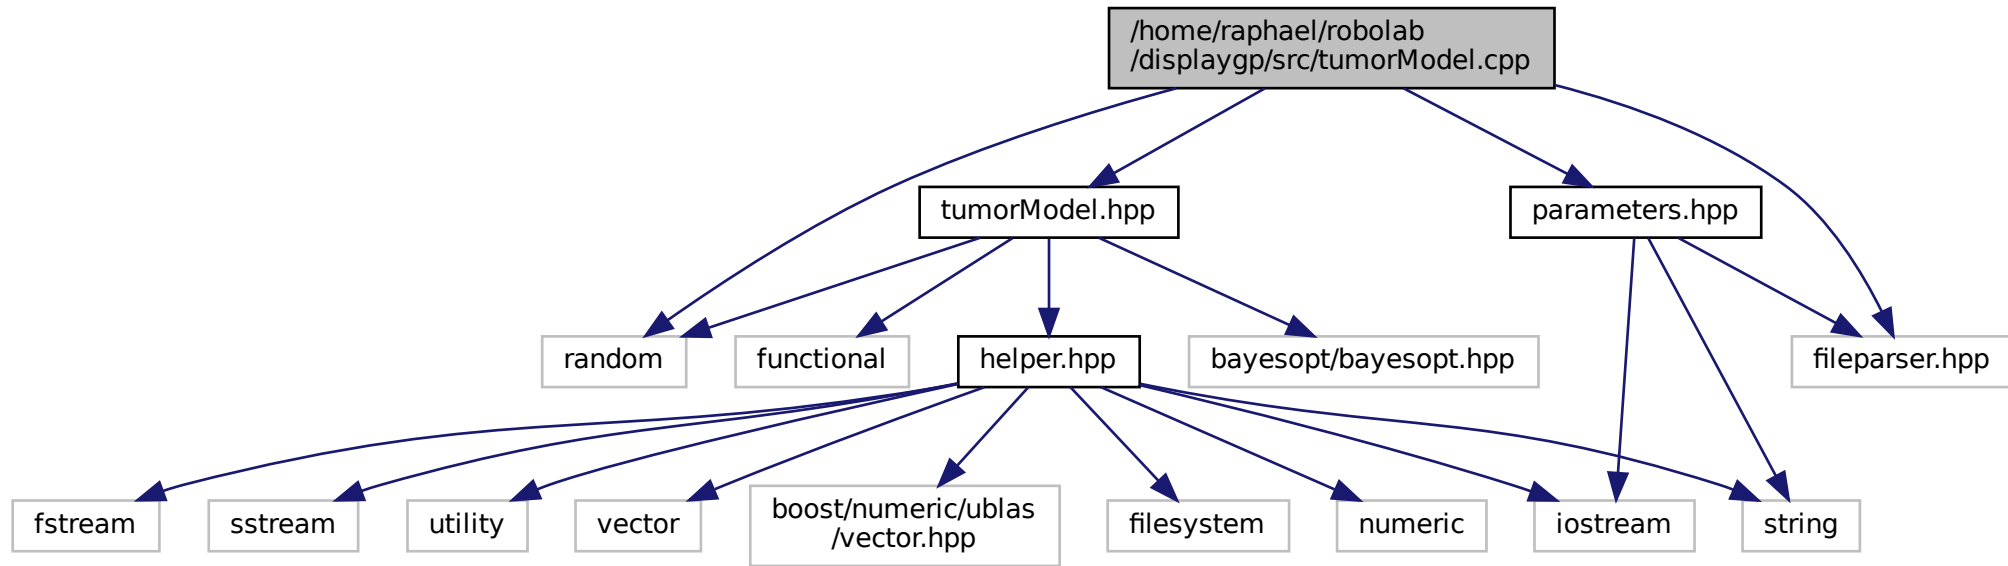 /home/raphael/robolab
/displaygp/src/tumorModel.cpp
tumorModel.hpp
parameters.hpp
random
functional
helper.hpp
bayesopt/bayesopt.hpp
fileparser.hpp
fstream
sstream
utility
vector
boost/numeric/ublas
/vector.hpp
filesystem
numeric
iostream
string